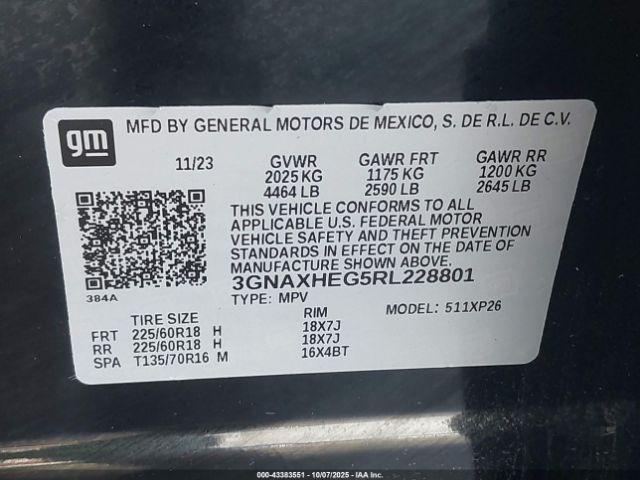 gm
MFD BY GENERAL MOTORS DE MEXICO, S. DE R.L. DE C.V.
11/23 GVWR GAWR FRT GAWR RR
2025 KG 1175 KG 1200 KG
4464 LB 2590 LB 2645 LB
THIS VEHICLE CONFORMS TO ALL
APPLICABLE U.S. FEDERAL MOTOR
VEHICLE SAFETY AND THEFT PREVENTION
STANDARDS IN EFFECT ON THE DATE OF
MANUFACTURE SHOWN ABOVE.
384A
3GNAXHEG5RL228801
TYPE: MPV MODEL: 511XP26
TIRE SIZE RIM
FRT 225/60R18 H 18X7J
RR 225/60R18 H 18X7J
SPA T135/70R16 M 16X4BT
000-43383551 - 10/07/2025 - IAA Inc.